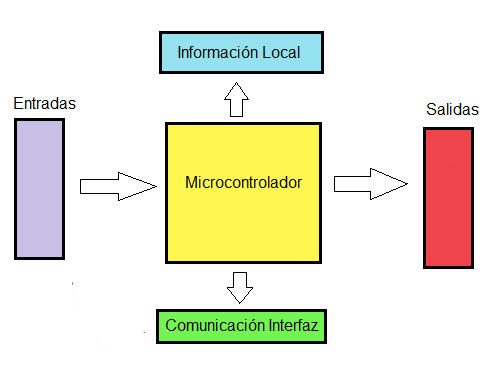 Información Local
Entradas
Salidas
Microcontrolador
Comunicación Interfaz